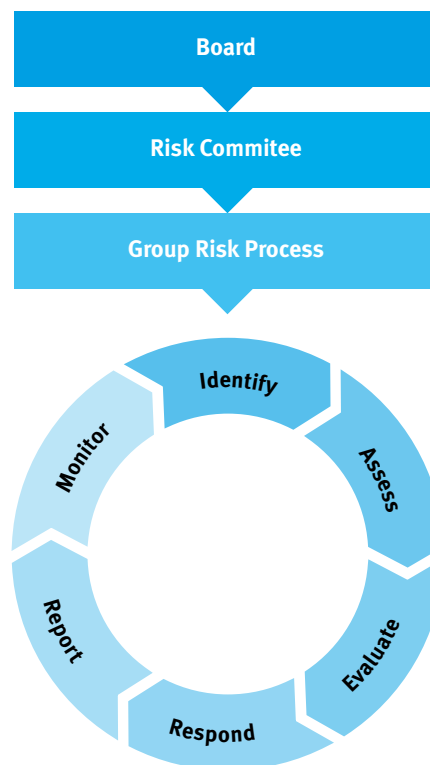 Board
Risk Commitee
Group Risk Process
Identify
Assess
Evaluate
Respond
Report
Monitor